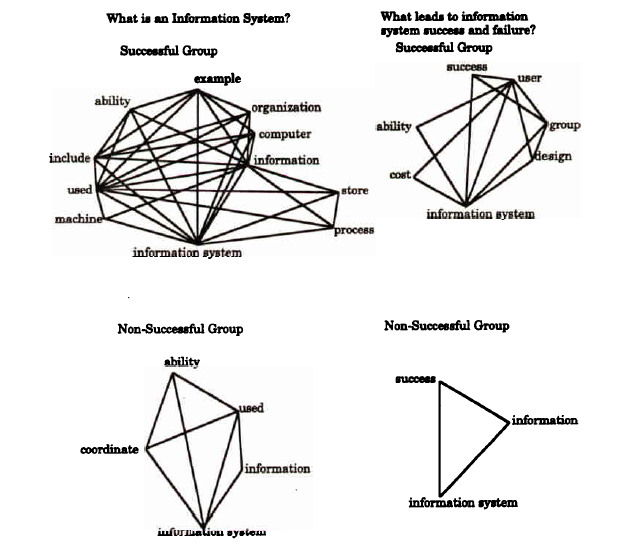 What is an Information System?
Successful Group
example
ability
organization
computer
include
information
used
store
machine
process
information system
What leads to information
system success and failure?
Successful Group
success
user
ability
group
design
cost
information system
Non-Successful Group
ability
used
coordinate
information
information system
Non-Successful Group
success
information
information system